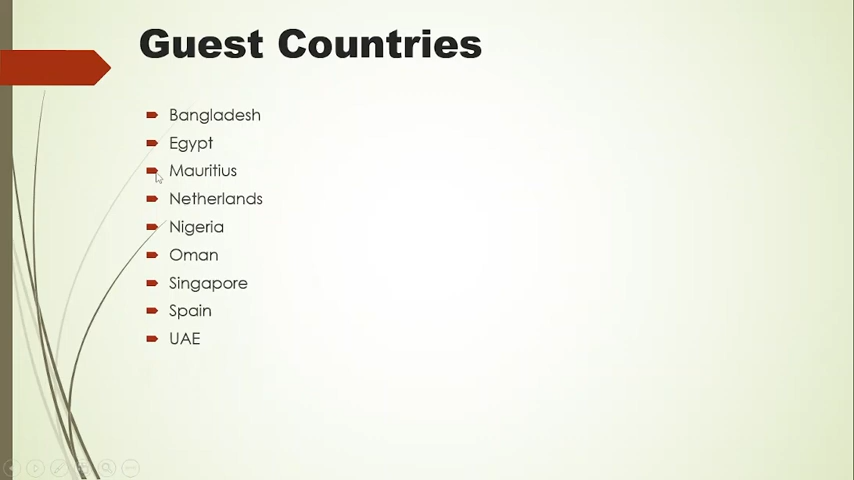 Guest Countries
Bangladesh
Egypt
Mauritius
Netherlands
Nigeria
Oman
Singapore
Spain
UAE